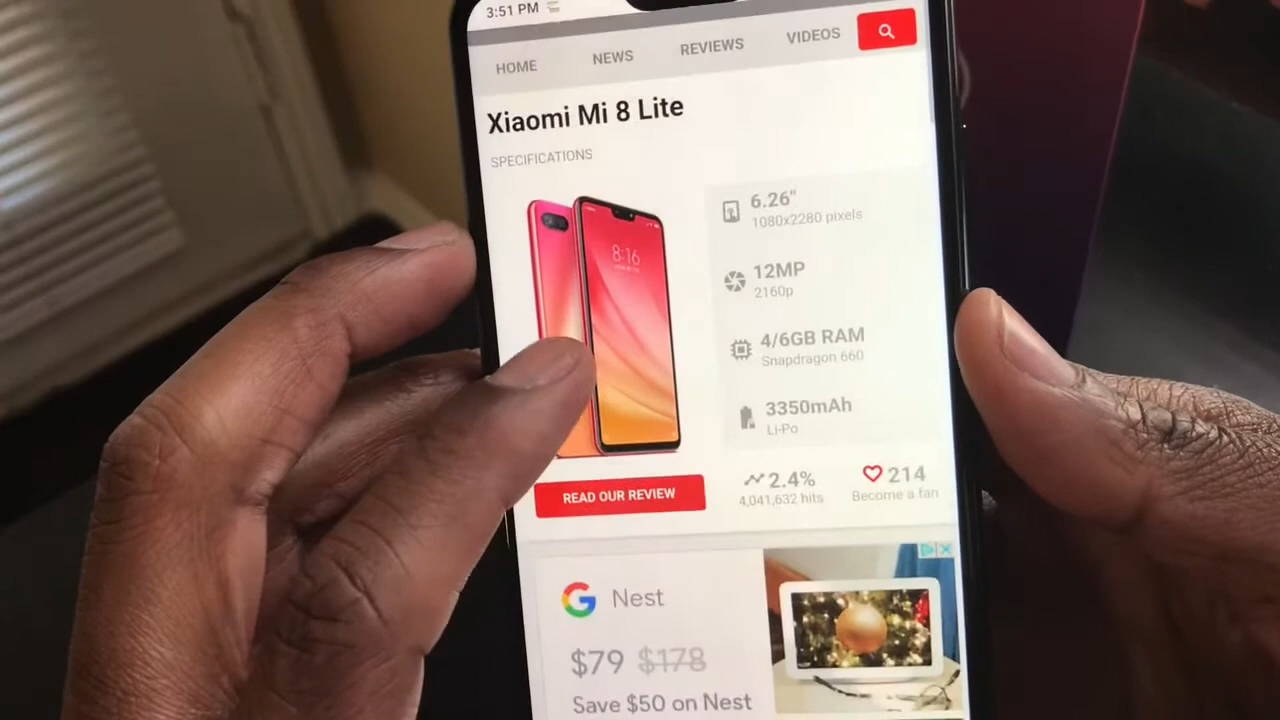 3:51 PM
HOME NEWS REVIEWS VIDEOS
Xiaomi Mi 8 Lite
SPECIFICATIONS
6.26"
1080x2280 pixels
8:16
12MP
2160p
4/6GB RAM
Snapdragon 660
3350mAh
Li-Po
READ OUR REVIEW
2.4%
4,041,632 hits
214
Become a fan
G Nest
$79 $178
Save $50 on Nest